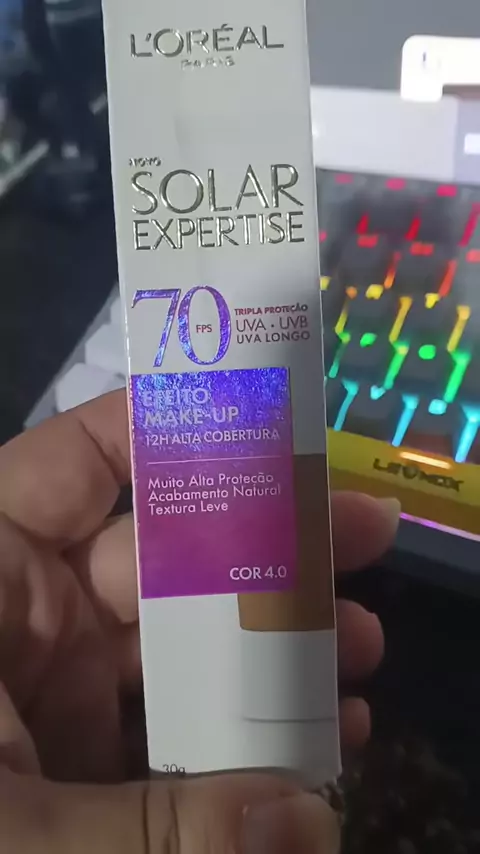 L'ORÉAL
PARIS
NOVO
SOLAR
EXPERTISE
70
FPS
TRIPLA PROTEÇÃO
UVA • UVB
UVA LONGO
EFEITO
MAKE-UP
12H ALTA COBERTURA
Muito Alta Proteção
Acabamento Natural
Textura Leve
COR 4.0
30g